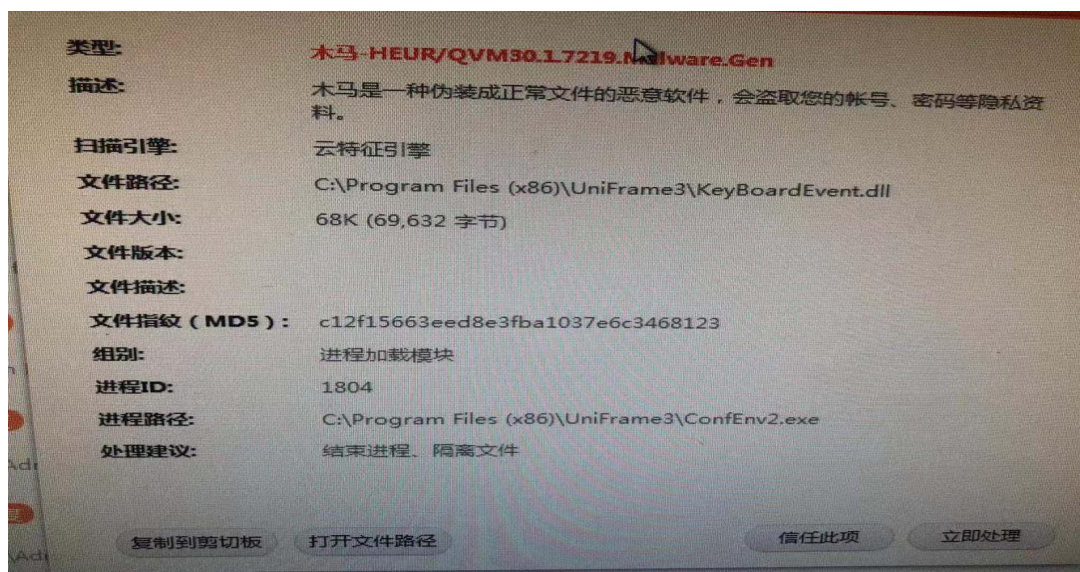 类型: 木马-HEUR/QVM30.1.7219.Malware.Gen
描述: 木马是一种伪装成正常文件的恶意软件，会盗取您的帐号、密码等隐私资
料。
扫描引擎: 云特征引擎
文件路径: C:\Program Files (x86)\UniFrame3\KeyBoardEvent.dll
文件大小: 68K (69,632 字节)
文件版本:
文件描述:
文件指纹（MD5）: c12f15663eed8e3fba1037e6c3468123
组别: 进程加载模块
进程ID: 1804
进程路径: C:\Program Files (x86)\UniFrame3\ConfEnv2.exe
处理建议: 结束进程、隔离文件
复制到剪切板 打开文件路径 信任此项 立即处理